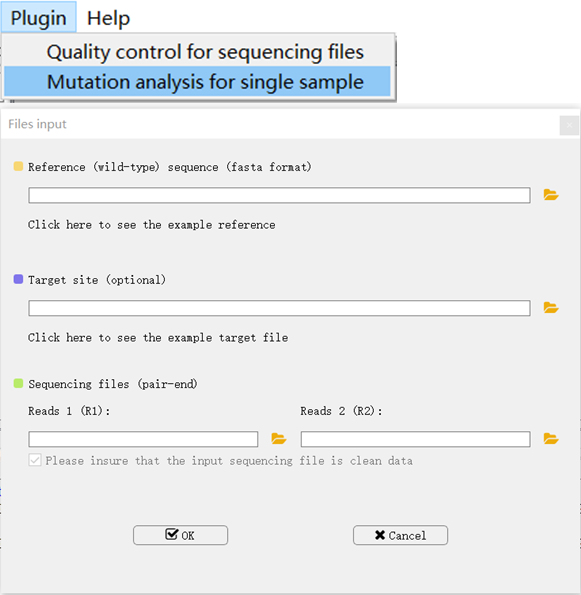 Plugin Help
Quality control for sequencing files
Mutation analysis for single sample
Files input
Reference (wild-type) sequence (fasta format)
Click here to see the example reference
Target site (optional)
Click here to see the example target file
Sequencing files (pair-end)
Reads 1 (R1): Reads 2 (R2):
Please insure that the input sequencing file is clean data
OK Cancel